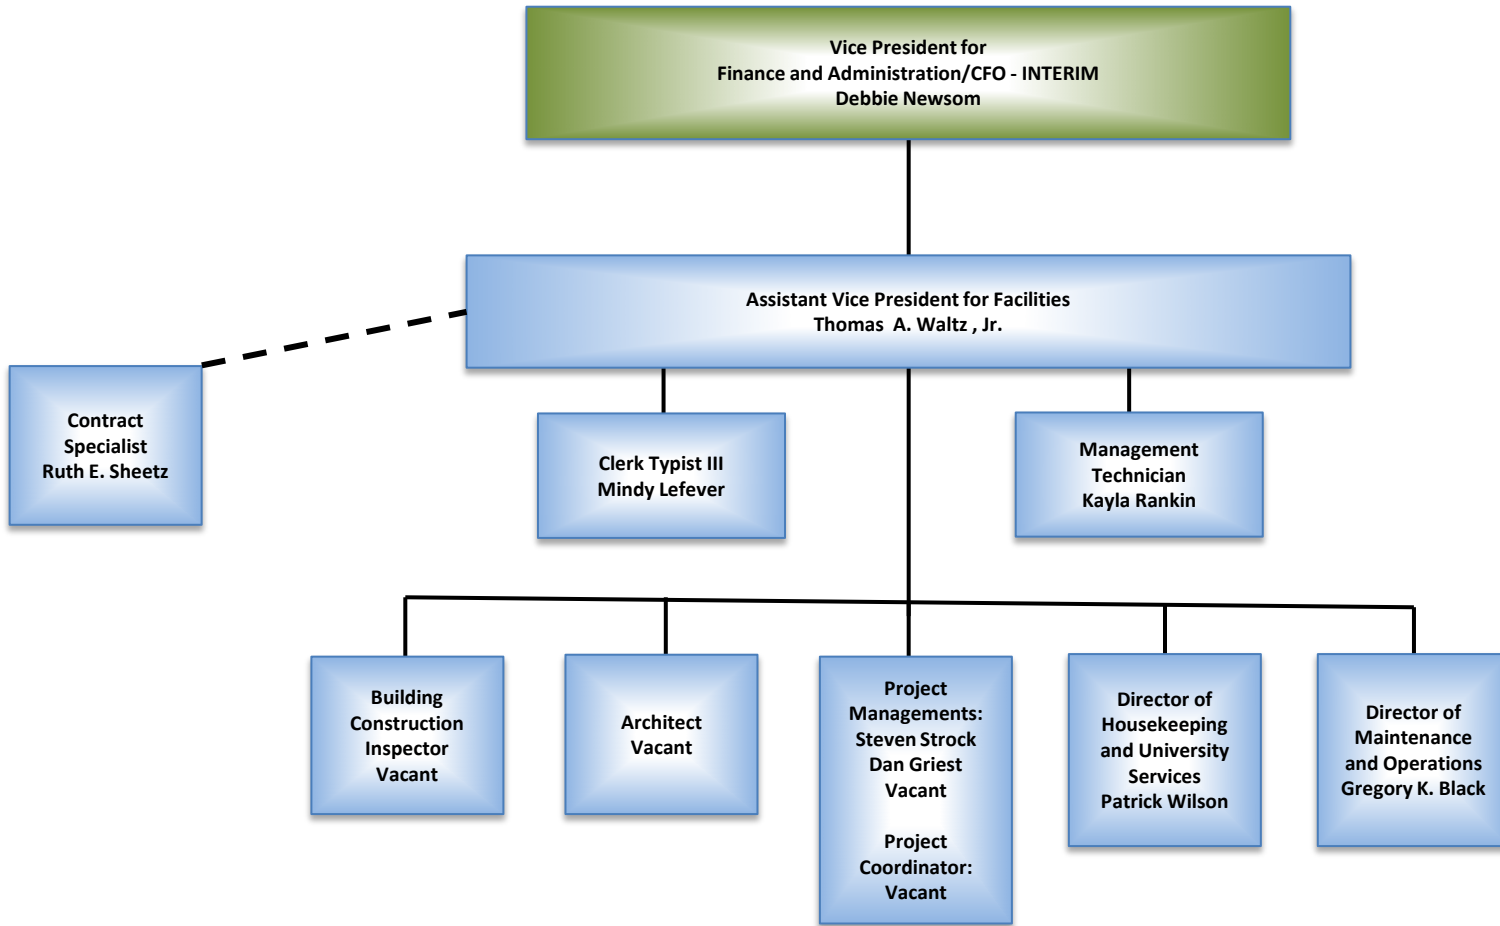 Vice President for
Finance and Administration/CFO - INTERIM
Debbie Newsom
Assistant Vice President for Facilities
Thomas  A. Waltz , Jr.
Contract
Specialist
Ruth E. Sheetz
Clerk Typist III
Mindy Lefever
Management
Technician
Kayla Rankin
Building
Construction
Inspector
Vacant
Architect
Vacant
Project
Managements:
Steven Strock
Dan Griest
Vacant
Project
Coordinator:
Vacant
Director of
Housekeeping
and University
Services
Patrick Wilson
Director of
Maintenance
and Operations
Gregory K. Black